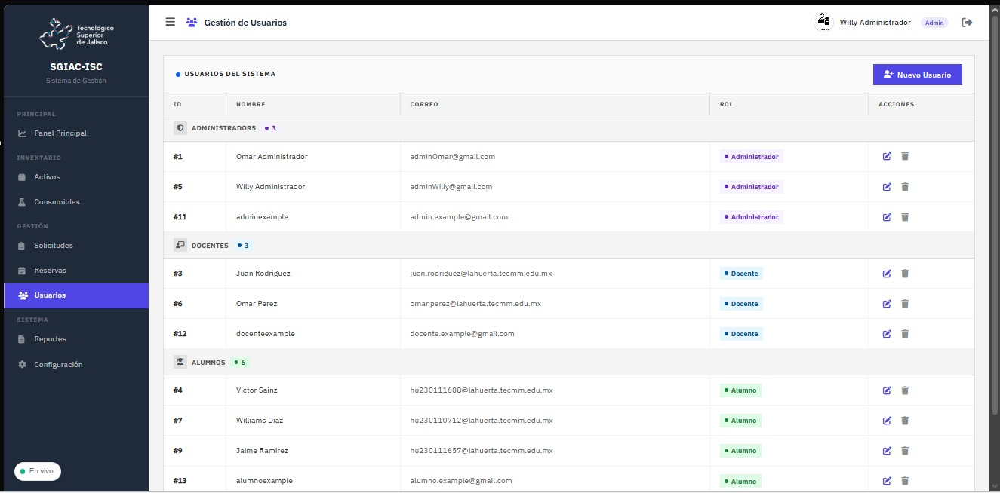 Tecnológico
Superior
de Jalisco
SGIAC-ISC
Sistema de Gestión
PRINCIPAL
Panel Principal
INVENTARIO
Activos
Consumibles
GESTIÓN
Solicitudes
Reservas
Usuarios
SISTEMA
Reportes
Configuración
En vivo
Gestión de Usuarios
Willy Administrador Admin
USUARIOS DEL SISTEMA
Nuevo Usuario
ID NOMBRE CORREO ROL ACCIONES
ADMINISTRADORS 3
#1 Omar Administrador adminOmar@gmail.com Administrador
#5 Willy Administrador adminWilly@gmail.com Administrador
#11 adminexample admin.example@gmail.com Administrador
DOCENTES 3
#3 Juan Rodriguez juan.rodriguez@lahuerta.tecmm.edu.mx Docente
#6 Omar Perez omar.perez@lahuerta.tecmm.edu.mx Docente
#12 docenteexample docente.example@gmail.com Docente
ALUMNOS 6
#4 Victor Sainz hu230111608@lahuerta.tecmm.edu.mx Alumno
#7 Williams Diaz hu230110712@lahuerta.tecmm.edu.mx Alumno
#9 Jaime Ramirez hu230111657@lahuerta.tecmm.edu.mx Alumno
#13 alumnoexample alumno.example@gmail.com Alumno